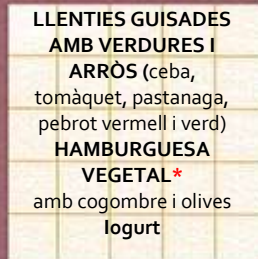 LLENTIES GUISADES
AMB VERDURES I
ARRÒS (ceba,
tomàquet, pastanaga,
pebrot vermell i verd)
HAMBURGUESA
VEGETAL*
amb cogombre i olives
Iogurt